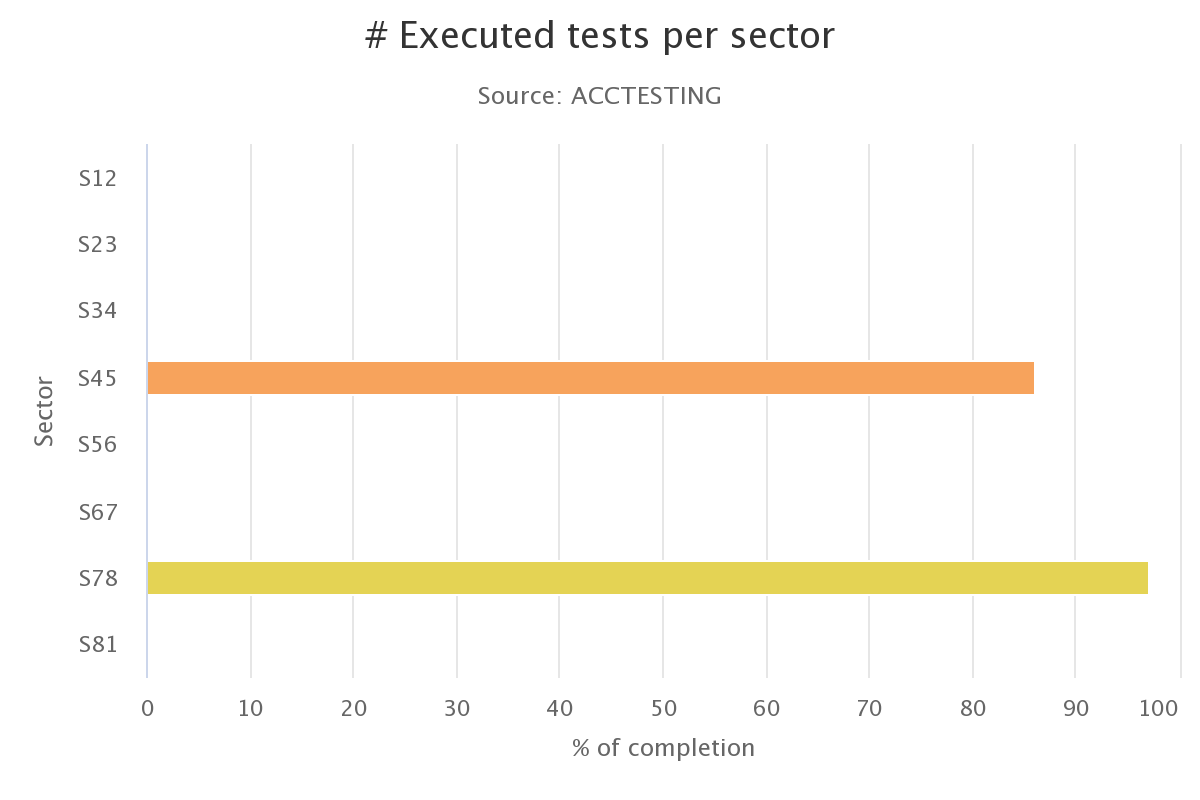 # Executed tests per sector
Source: ACCTESTING
Sector
S12
S23
S34
S45
S56
S67
S78
S81
0 10 20 30 40 50 60 70 80 90 100
% of completion